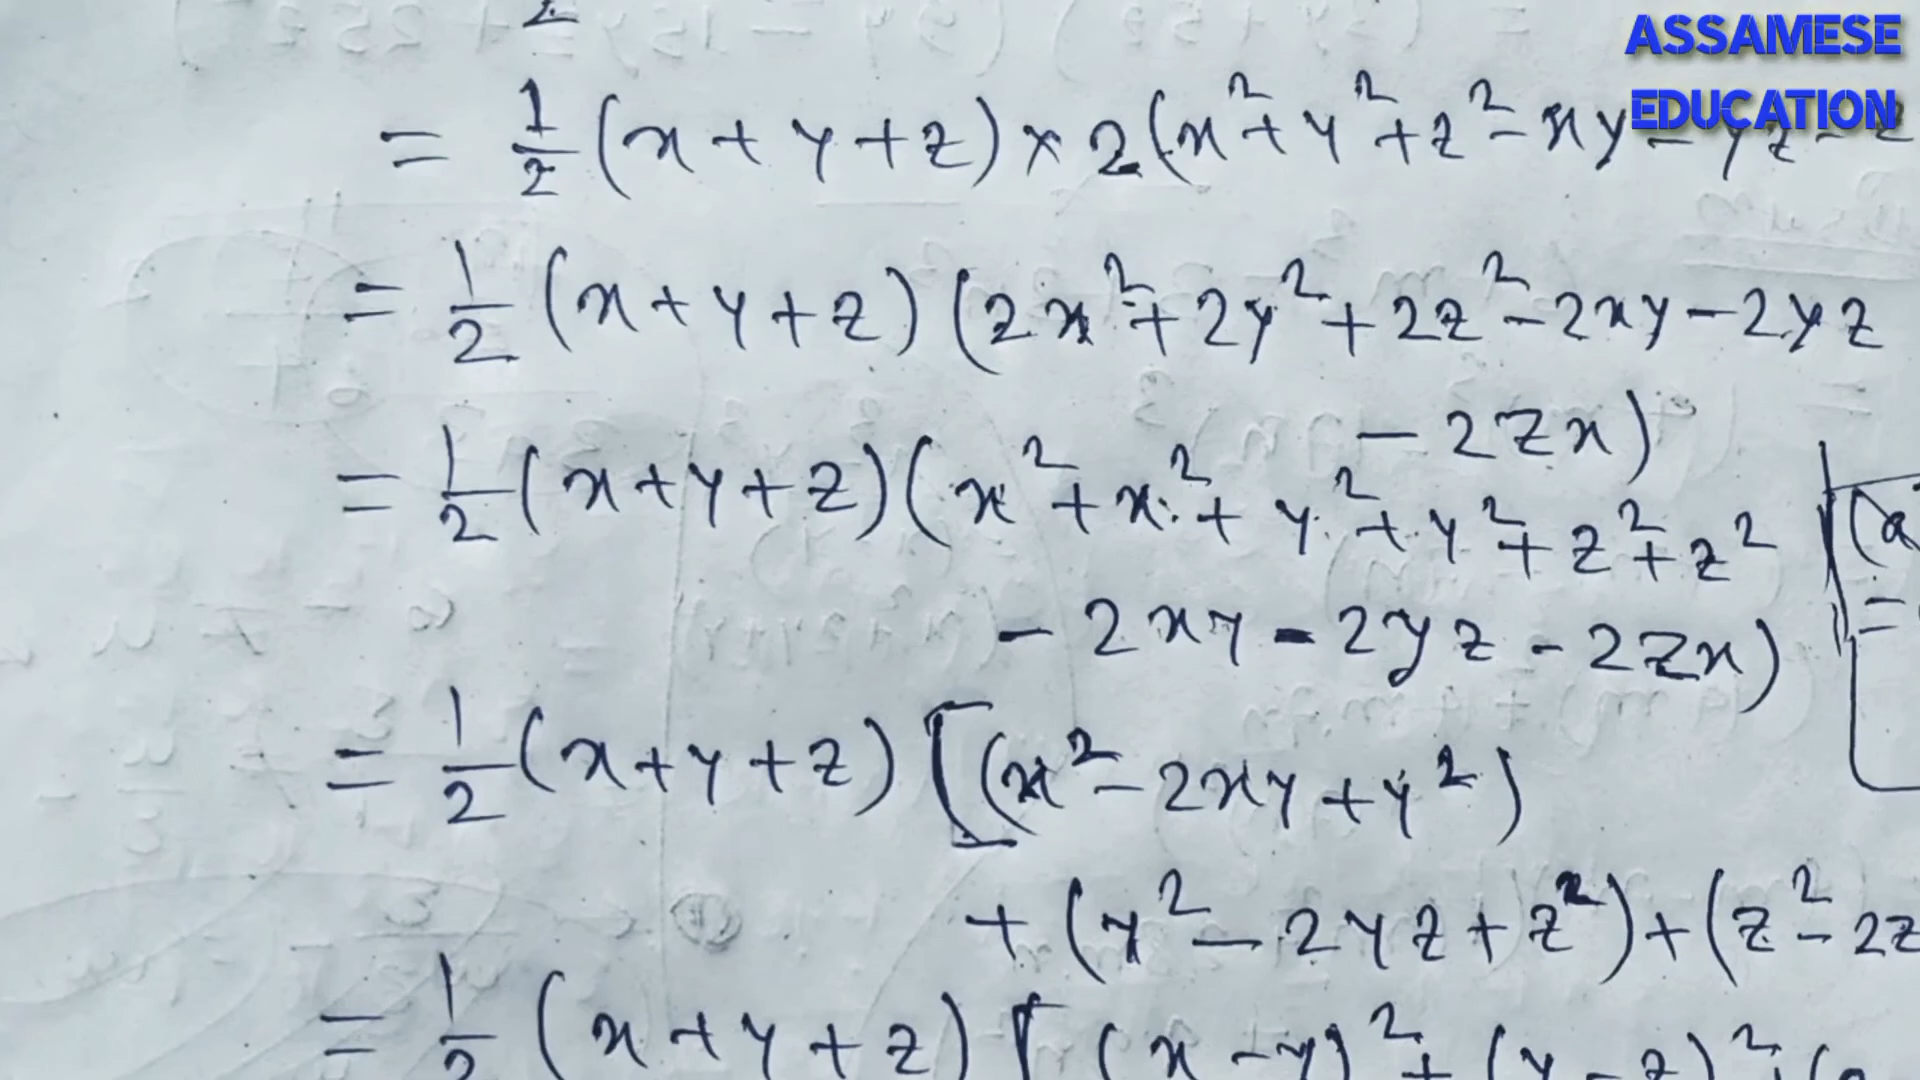 ASSAMESE
EDUCATION
= 1/2 (x + y + z) × 2(x² + y² + z² - xy - yz - z
= 1/2 (x + y + z) (2x² + 2y² + 2z² - 2xy - 2yz
- 2zx)
= 1/2 (x + y + z) (x² + x² + y² + y² + z² + z²
- 2xy - 2yz - 2zx)
(a
=
= 1/2 (x + y + z) [(x² - 2xy + y²)
+ (y² - 2yz + z²) + (z² - 2z
= 1/2 (x + y + z) [(x - y)² + (y - z)² + (